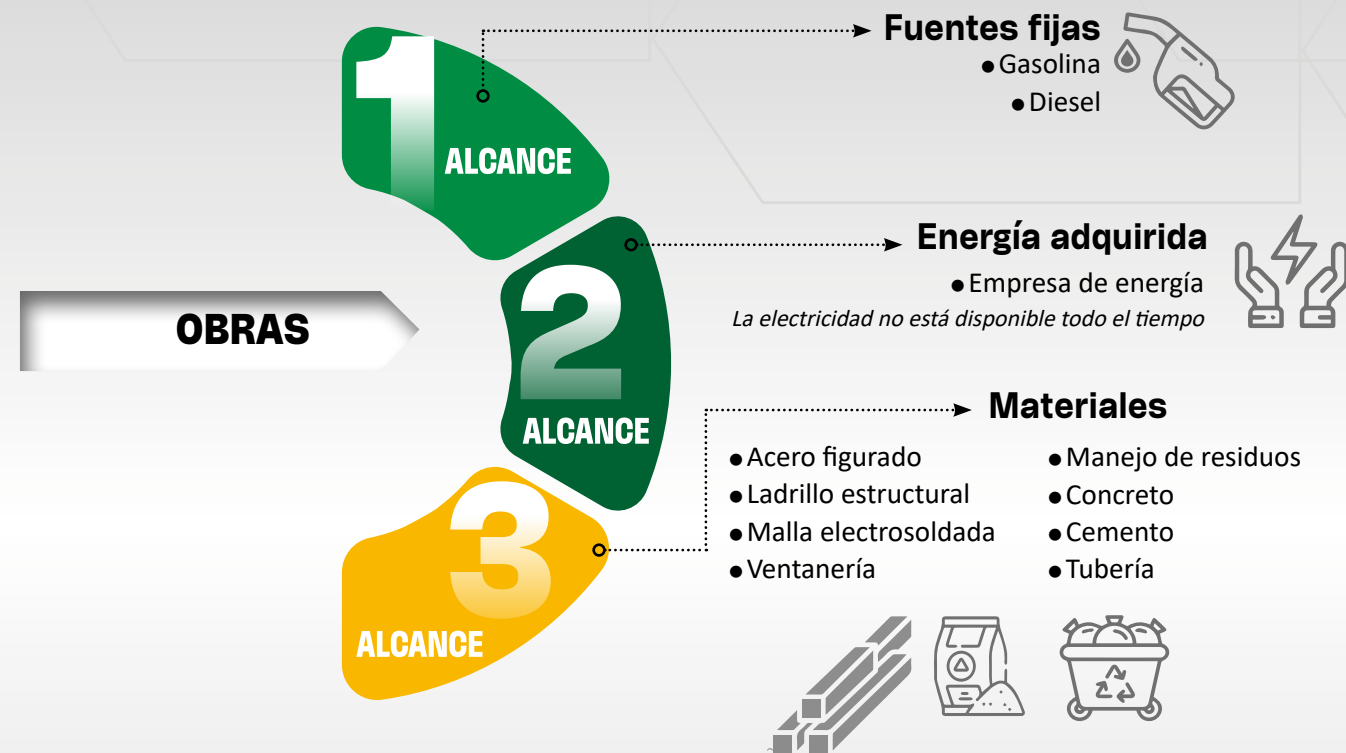 OBRAS
1
ALCANCE
Fuentes fijas
● Gasolina
● Diesel
2
ALCANCE
Energía adquirida
● Empresa de energía
La electricidad no está disponible todo el tiempo
3
ALCANCE
Materiales
● Acero figurado
● Ladrillo estructural
● Malla electrosoldada
● Ventanería
● Manejo de residuos
● Concreto
● Cemento
● Tubería